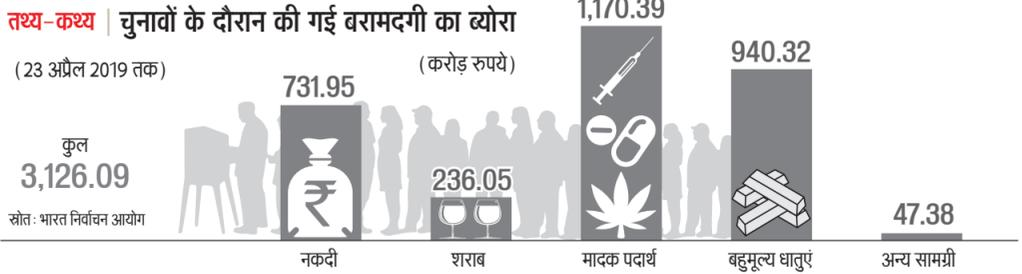 तथ्य-कथ्य | चुनावों के दौरान की गई बरामदगी का ब्योरा
(23 अप्रैल 2019 तक)
(करोड़ रुपये)
कुल
3,126.09
स्रोत: भारत निर्वाचन आयोग
731.95
236.05
1,170.39
940.32
47.38
₹
नकदी
शराब
मादक पदार्थ
बहुमूल्य धातुएं
अन्य सामग्री